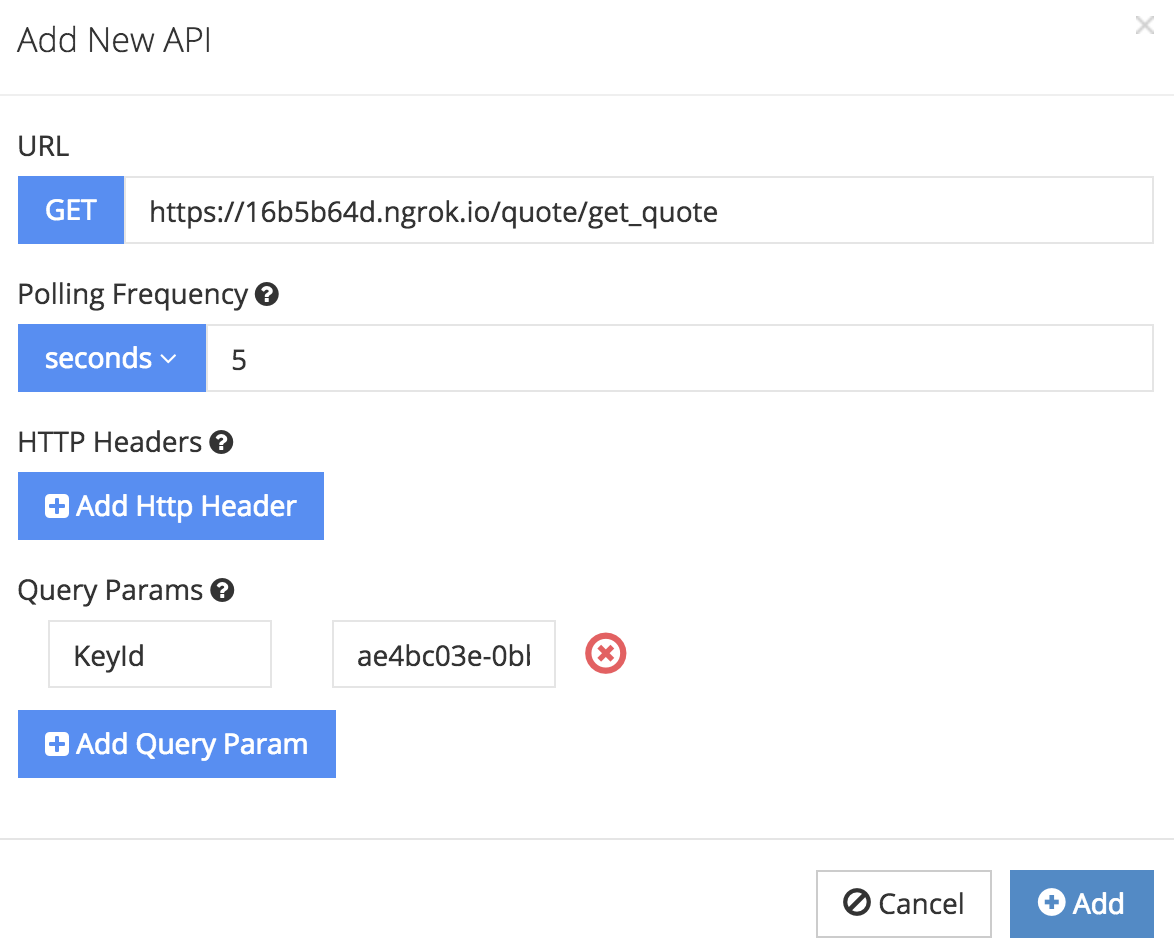 Add New API
URL
GET https://16b5b64d.ngrok.io/quote/get_quote
Polling Frequency
seconds 5
HTTP Headers
Add Http Header
Query Params
KeyId ae4bc03e-0bl
Add Query Param
Cancel Add